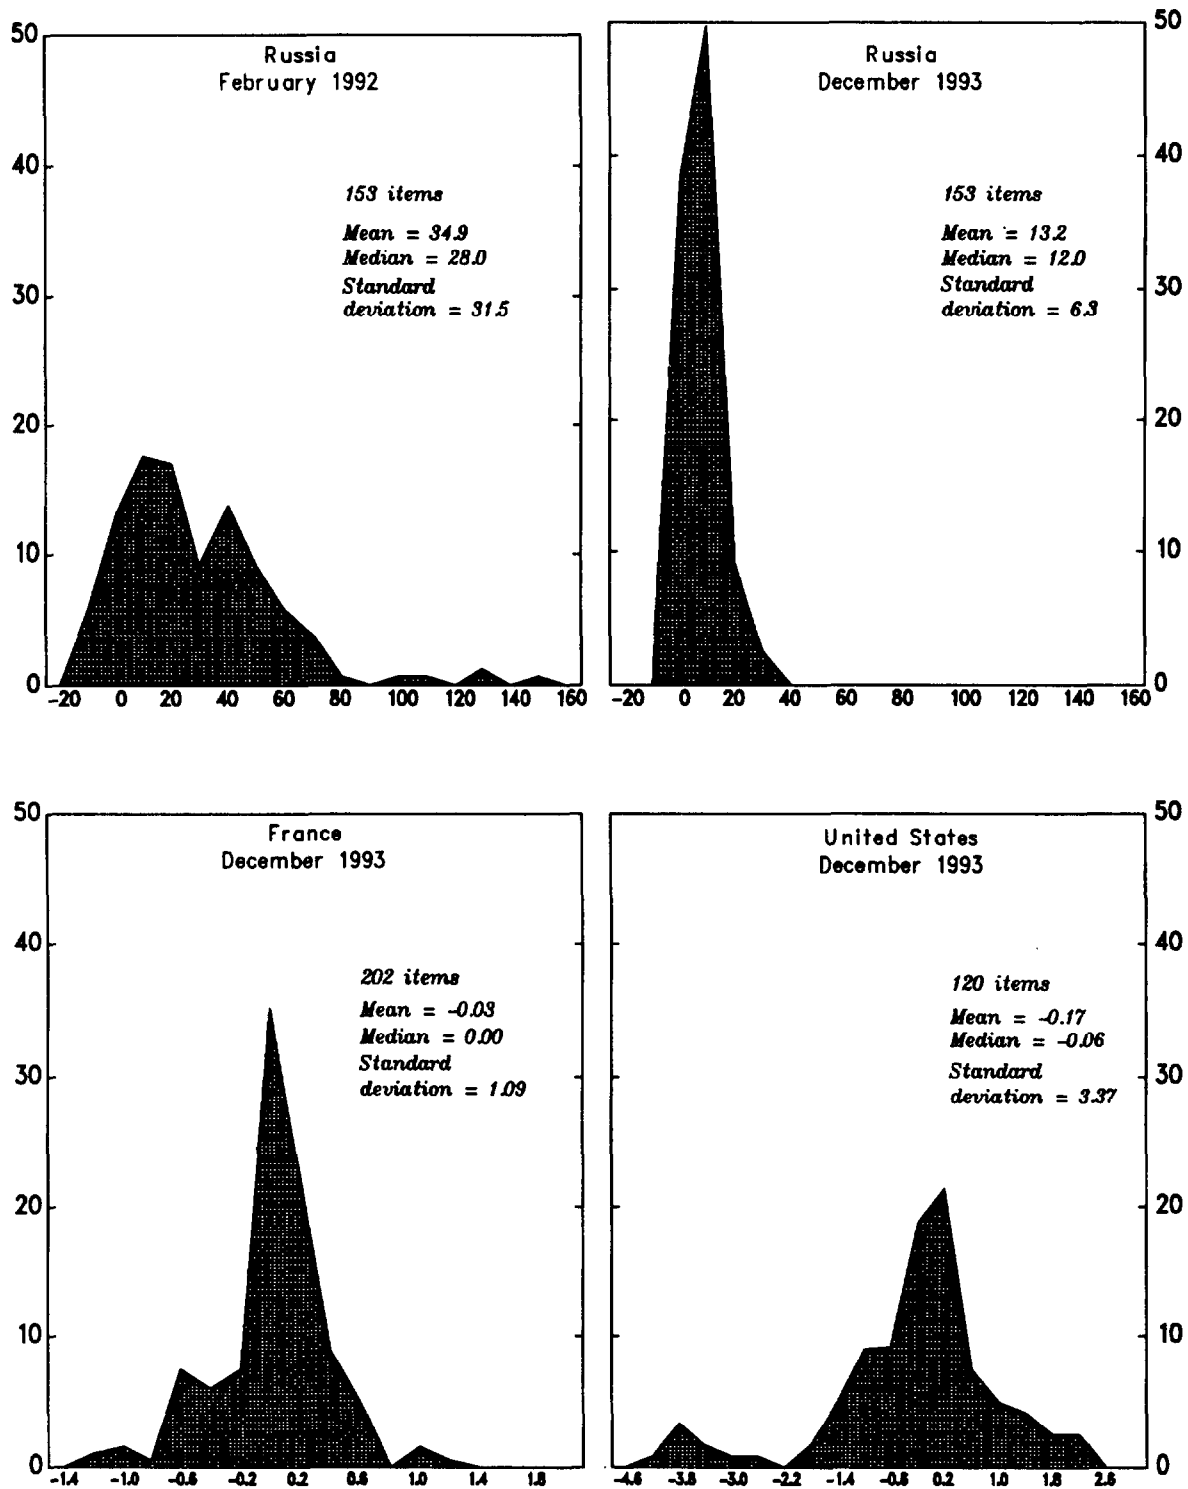 50
40
30
20
10
0
Russia
February 1992
153 items
Mean = 34.9
Median = 28.0
Standard
deviation = 31.5
-20 0 20 40 60 80 100 120 140 160
Russia
December 1993
153 items
Mean = 13.2
Median = 12.0
Standard
deviation = 6.3
50
40
30
20
10
0
-20 0 20 40 60 80 100 120 140 160
50
40
30
20
10
0
France
December 1993
202 items
Mean = -0.03
Median = 0.00
Standard
deviation = 1.09
-1.4 -1.0 -0.6 -0.2 0.2 0.6 1.0 1.4 1.8
United States
December 1993
120 items
Mean = -0.17
Median = -0.06
Standard
deviation = 3.37
50
40
30
20
10
0
-4.6 -3.8 -3.0 -2.2 -1.4 -0.6 0.2 1.0 1.8 2.6